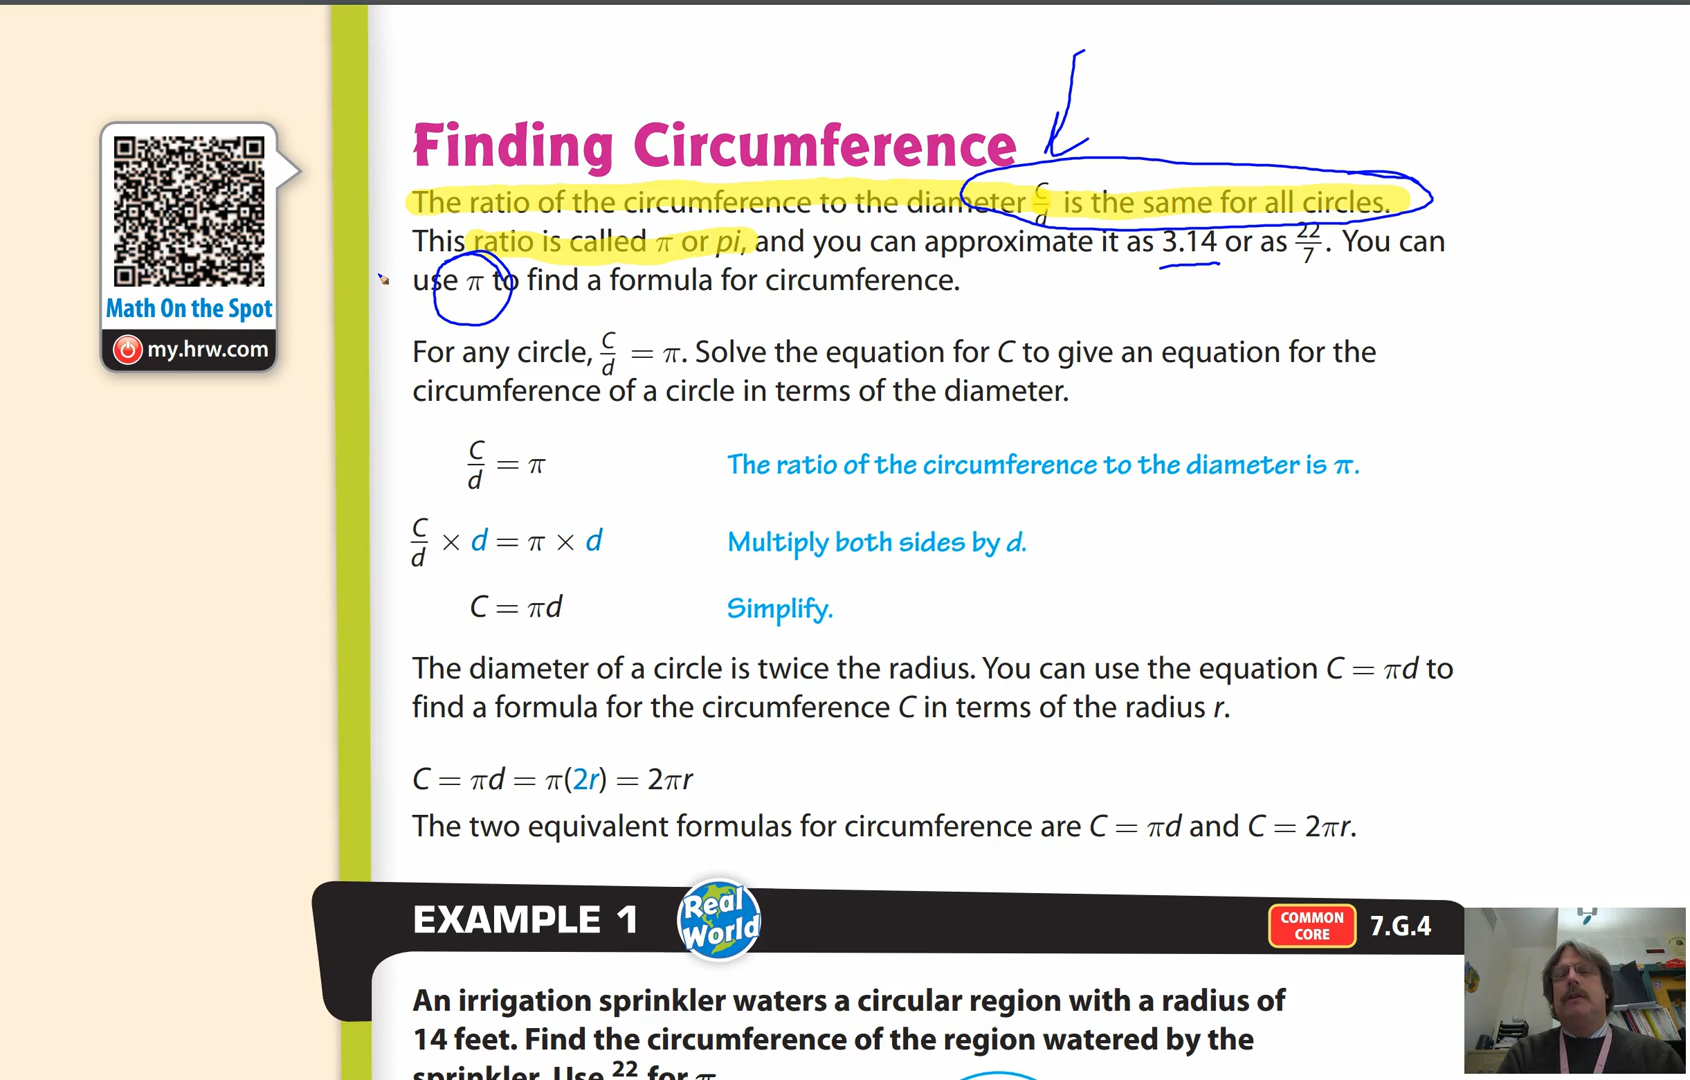 Finding Circumference
The ratio of the circumference to the diameter C/d is the same for all circles.
This ratio is called π or pi, and you can approximate it as 3.14 or as 22/7. You can
use π to find a formula for circumference.
Math On the Spot
my.hrw.com
For any circle, C/d = π. Solve the equation for C to give an equation for the
circumference of a circle in terms of the diameter.
C/d = π The ratio of the circumference to the diameter is π.
C/d × d = π × d Multiply both sides by d.
C = πd Simplify.
The diameter of a circle is twice the radius. You can use the equation C = πd to
find a formula for the circumference C in terms of the radius r.
C = πd = π(2r) = 2πr
The two equivalent formulas for circumference are C = πd and C = 2πr.
EXAMPLE 1 Real World COMMON CORE 7.G.4
An irrigation sprinkler waters a circular region with a radius of
14 feet. Find the circumference of the region watered by the
sprinkler. Use 22 for π